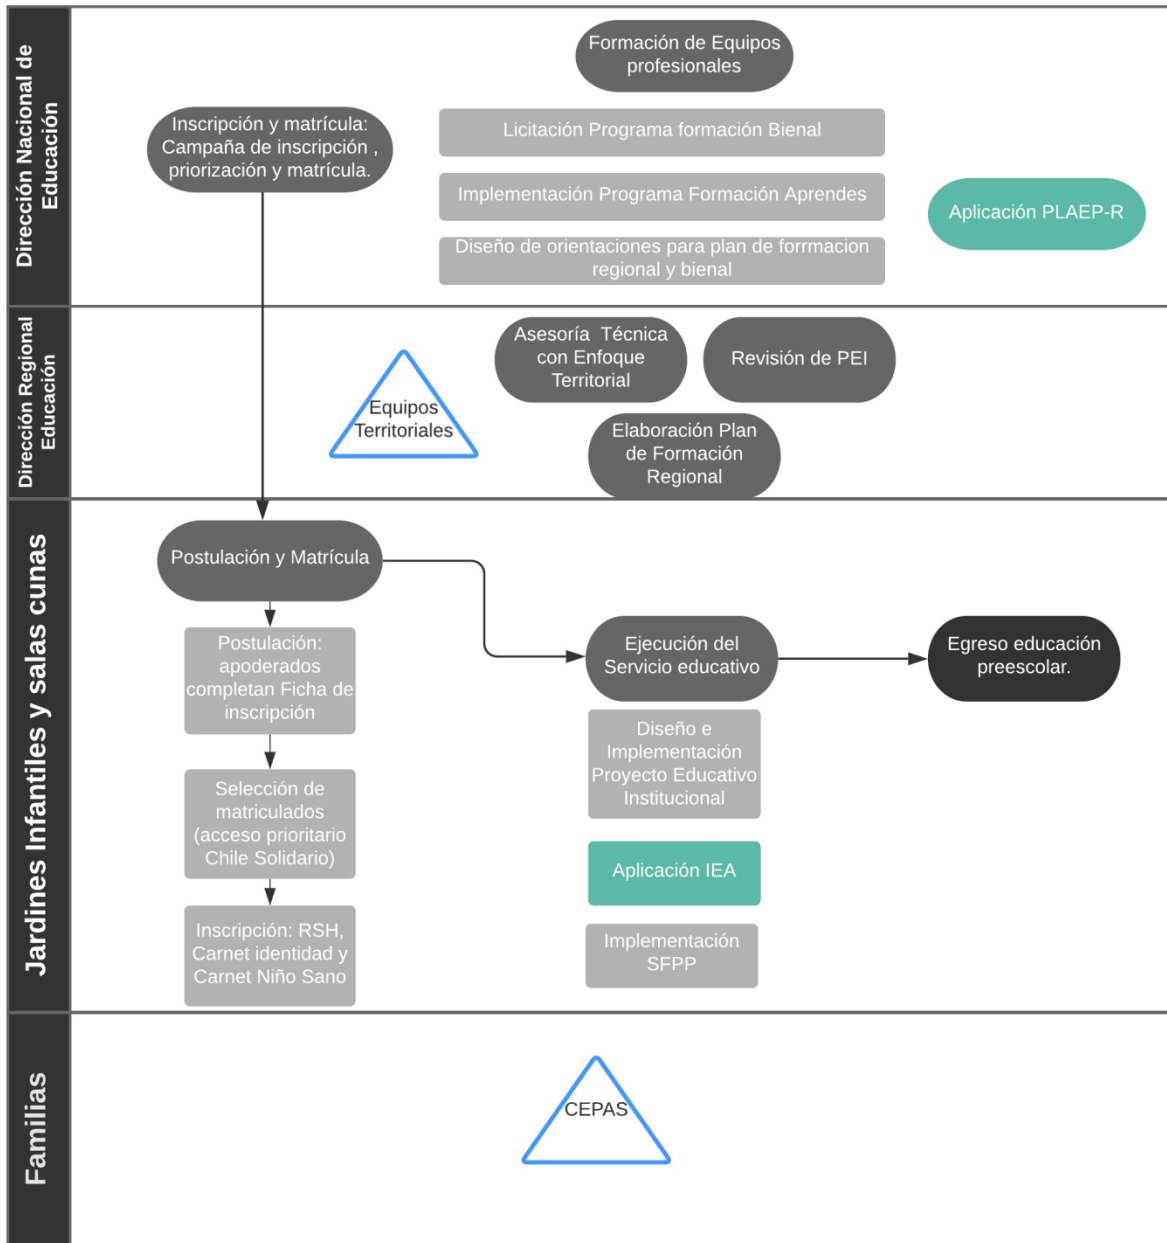 Dirección Nacional de
Educación
Formación de Equipos
profesionales
Inscripción y matrícula:
Campaña de inscripción ,
priorización y matrícula.
Licitación Programa formación Bienal
Implementación Programa Formación Aprendes
Diseño de orientaciones para plan de forrmacion
regional y bienal
Aplicación PLAEP-R
Dirección Regional
Educación
Equipos
Territoriales
Asesoría Técnica
con Enfoque
Territorial
Revisión de PEI
Elaboración Plan
de Formación
Regional
Jardines Infantiles y salas cunas
Postulación y Matrícula
Postulación:
apoderados
completan Ficha de
inscripción
Selección de
matriculados
(acceso prioritario
Chile Solidario)
Inscripción: RSH,
Carnet identidad y
Carnet Niño Sano
Ejecución del
Servicio educativo
Diseño e
Implementación
Proyecto Educativo
Institucional
Aplicación IEA
Implementación
SFPP
Egreso educación
preescolar.
Familias
CEPAS